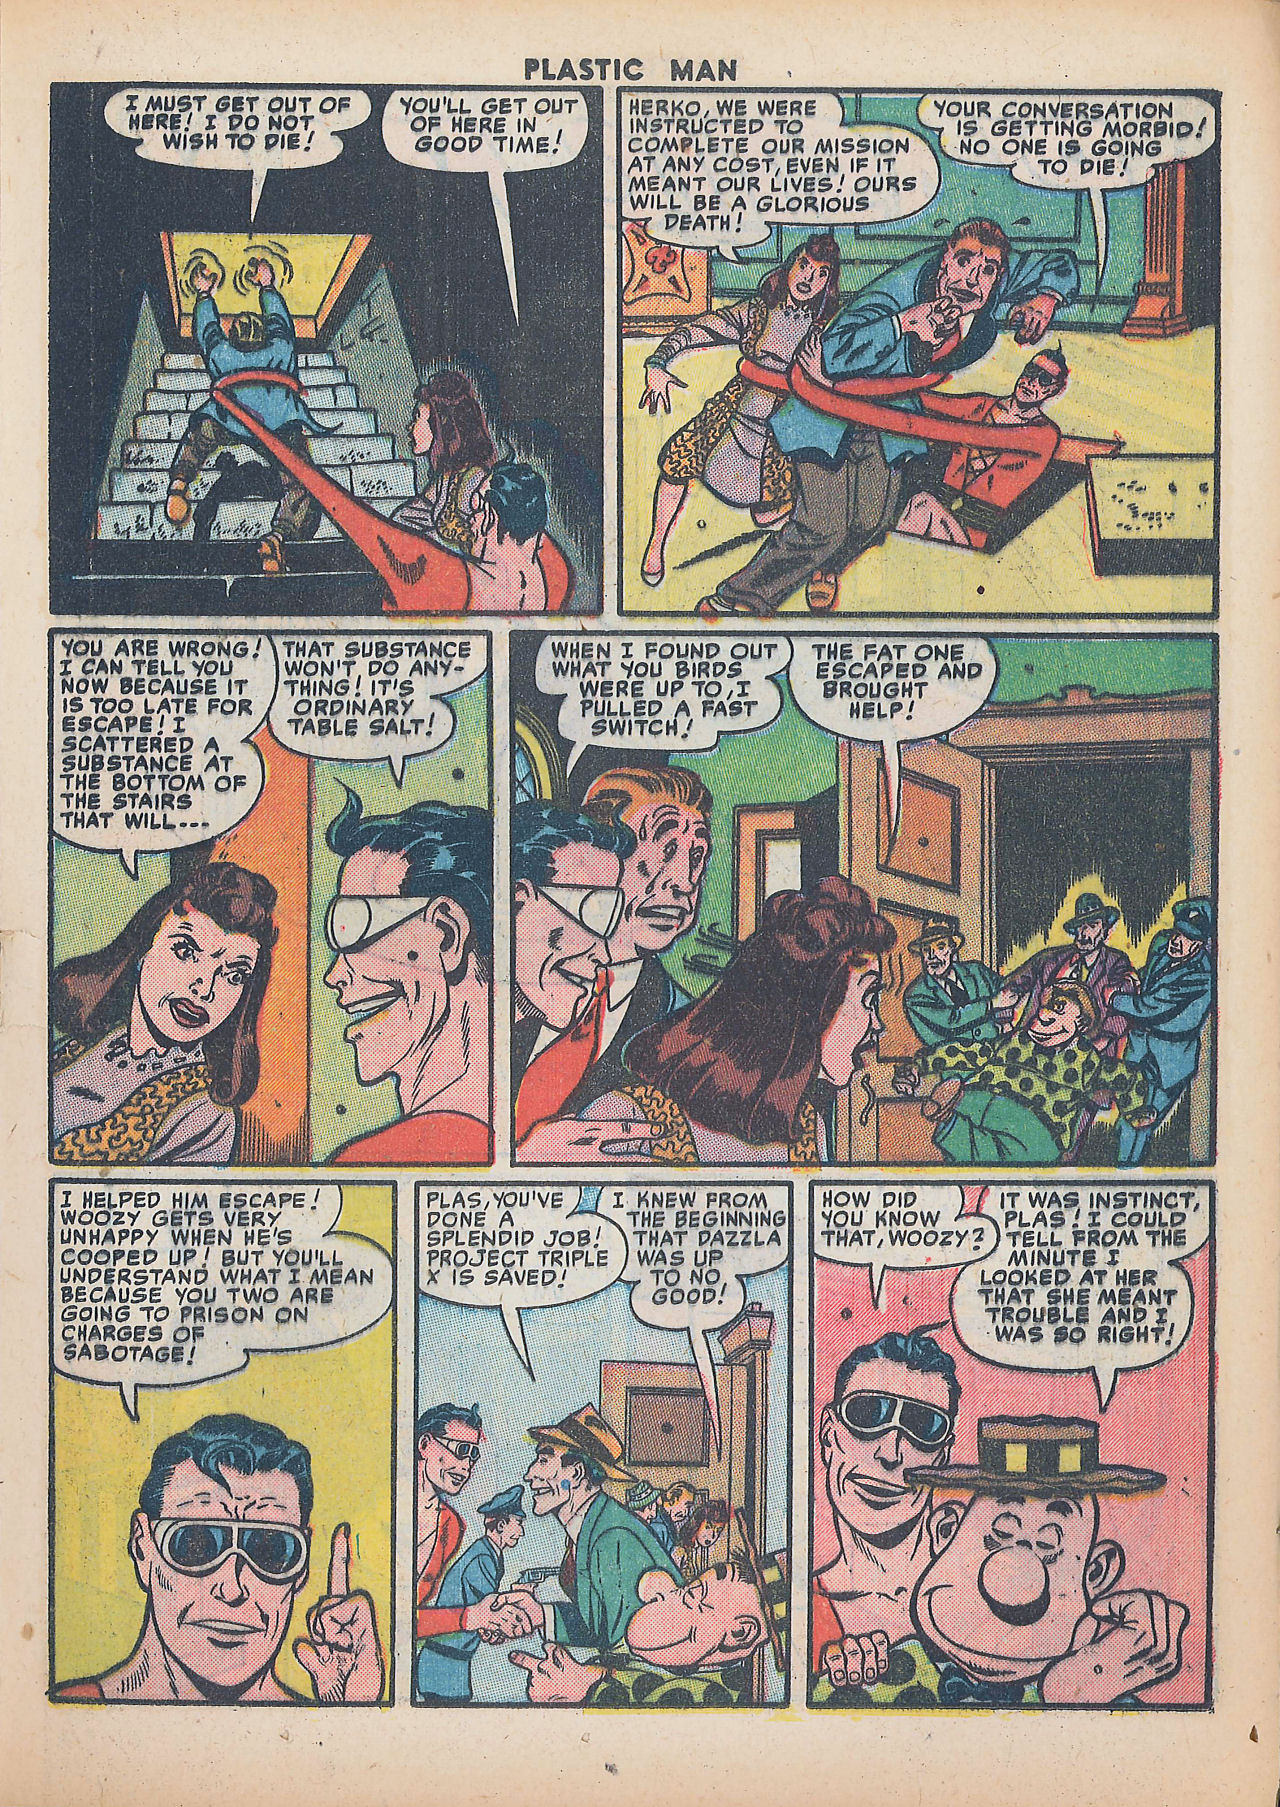 PLASTIC MAN
I MUST GET OUT OF
HERE! I DO NOT
WISH TO DIE!
YOU'LL GET OUT
OF HERE IN
GOOD TIME!
HERKO, WE WERE
INSTRUCTED TO
COMPLETE OUR MISSION
AT ANY COST, EVEN IF IT
MEANT OUR LIVES! OURS
WILL BE A GLORIOUS
DEATH!
YOUR CONVERSATION
IS GETTING MORBID!
NO ONE IS GOING
TO DIE!
YOU ARE WRONG!
I CAN TELL YOU
NOW BECAUSE IT
IS TOO LATE FOR
ESCAPE! I
SCATTERED A
SUBSTANCE AT
THE BOTTOM OF
THE STAIRS
THAT WILL---
THAT SUBSTANCE
WON'T DO ANY-
THING! IT'S
ORDINARY
TABLE SALT!
WHEN I FOUND OUT
WHAT YOU BIRDS
WERE UP TO, I
PULLED A FAST
SWITCH!
THE FAT ONE
ESCAPED AND
BROUGHT
HELP!
I HELPED HIM ESCAPE!
WOOZY GETS VERY
UNHAPPY WHEN HE'S
COOPED UP! BUT YOU'LL
UNDERSTAND WHAT I MEAN
BECAUSE YOU TWO ARE
GOING TO PRISON ON
CHARGES OF
SABOTAGE!
PLAS, YOU'VE
DONE A
SPLENDID JOB!
PROJECT TRIPLE
X IS SAVED!
I KNEW FROM
THE BEGINNING
THAT DAZZLA
WAS UP
TO NO
GOOD!
HOW DID
YOU KNOW
THAT, WOOZY?
IT WAS INSTINCT,
PLAS! I COULD
TELL FROM THE
MINUTE I
LOOKED AT HER
THAT SHE MEANT
TROUBLE AND I
WAS SO RIGHT!